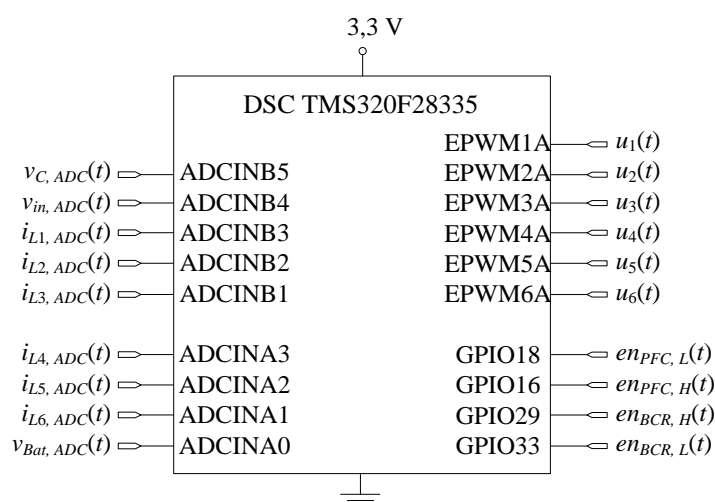 3,3 V
DSC TMS320F28335
EPWM1A u1(t)
vC, ADC(t) ADCINB5 EPWM2A u2(t)
vin, ADC(t) ADCINB4 EPWM3A u3(t)
iL1, ADC(t) ADCINB3 EPWM4A u4(t)
iL2, ADC(t) ADCINB2 EPWM5A u5(t)
iL3, ADC(t) ADCINB1 EPWM6A u6(t)
iL4, ADC(t) ADCINA3 GPIO18 enPFC, L(t)
iL5, ADC(t) ADCINA2 GPIO16 enPFC, H(t)
iL6, ADC(t) ADCINA1 GPIO29 enBCR, H(t)
vBat, ADC(t) ADCINA0 GPIO33 enBCR, L(t)